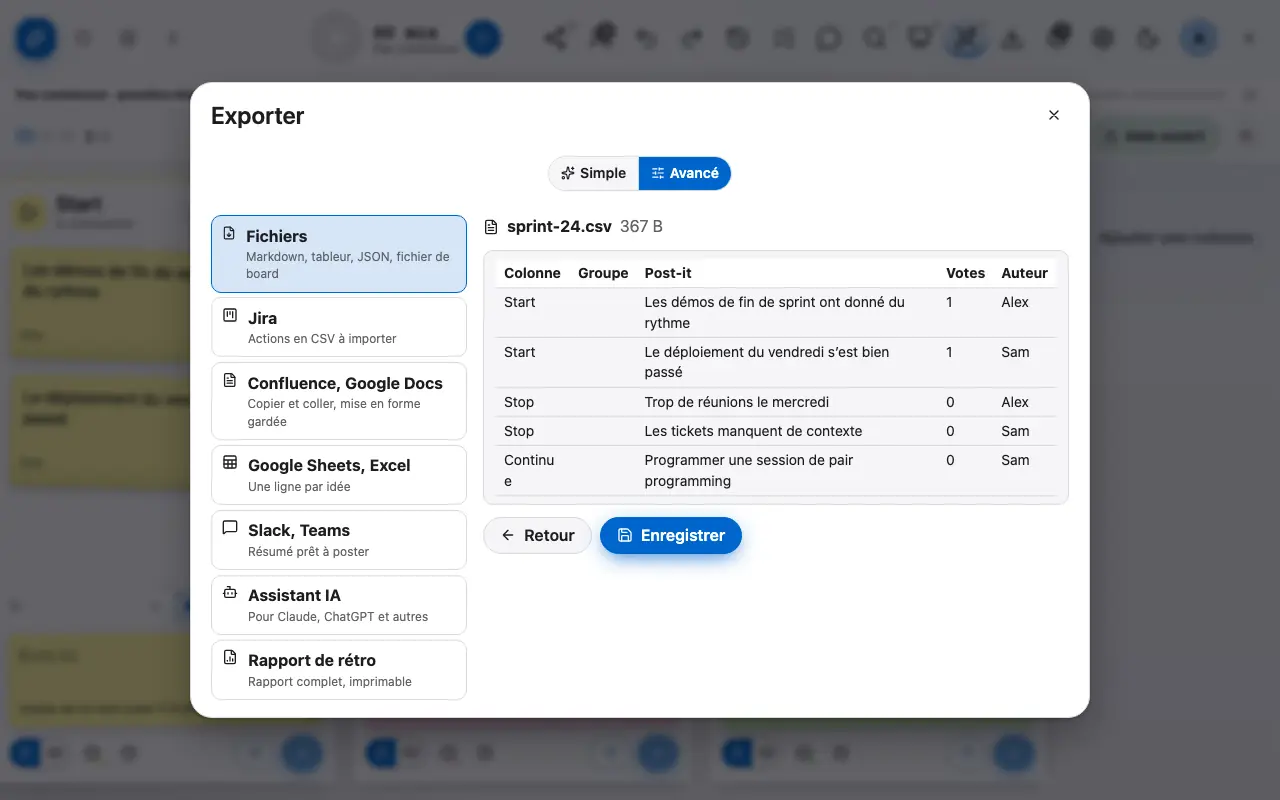 Exporter
Simple
Avancé
Fichiers
Markdown, tableur, JSON, fichier de
board
Jira
Actions en CSV à importer
Confluence, Google Docs
Copier et coller, mise en forme
gardée
Google Sheets, Excel
Une ligne par idée
Slack, Teams
Résumé prêt à poster
Assistant IA
Pour Claude, ChatGPT et autres
Rapport de rétro
Rapport complet, imprimable
sprint-24.csv 367 B
Colonne Groupe Post-it Votes Auteur
Start Les démos de fin de sprint ont donné du 1 Alex
rythme
Start Le déploiement du vendredi s’est bien 1 Sam
passé
Stop Trop de réunions le mercredi 0 Alex
Stop Les tickets manquent de contexte 0 Sam
Continu Programmer une session de pair 0 Sam
e programming
Retour
Enregistrer
Start